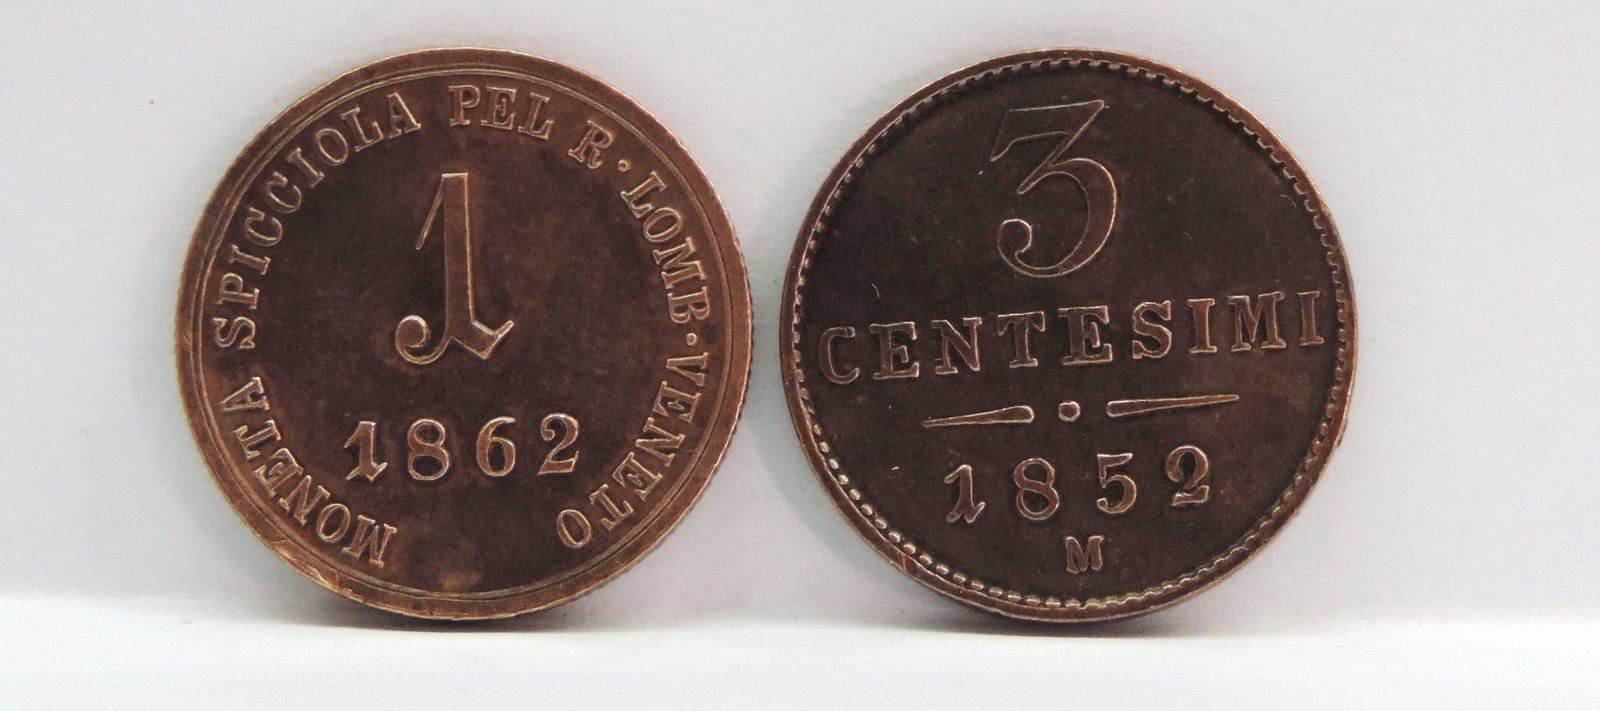 MONETA SPICCIOLA PEL R · LOMB · VENETO
1
1862
3
CENTESIMI
1852
M